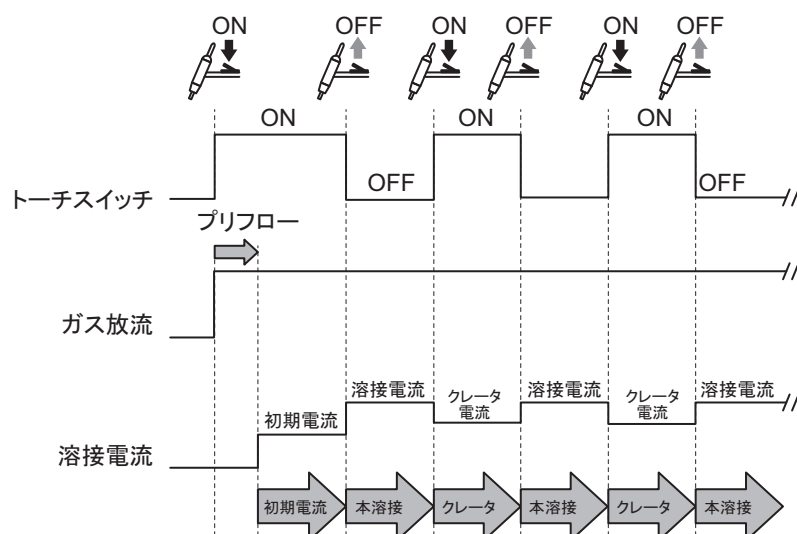 ON OFF ON OFF ON OFF
ON ON ON
OFF OFF
トーチスイッチ
プリフロー
ガス放流
溶接電流 溶接電流 溶接電流
クレータ クレータ
電流 電流
初期電流
溶接電流
初期電流 本溶接 クレータ 本溶接 クレータ 本溶接